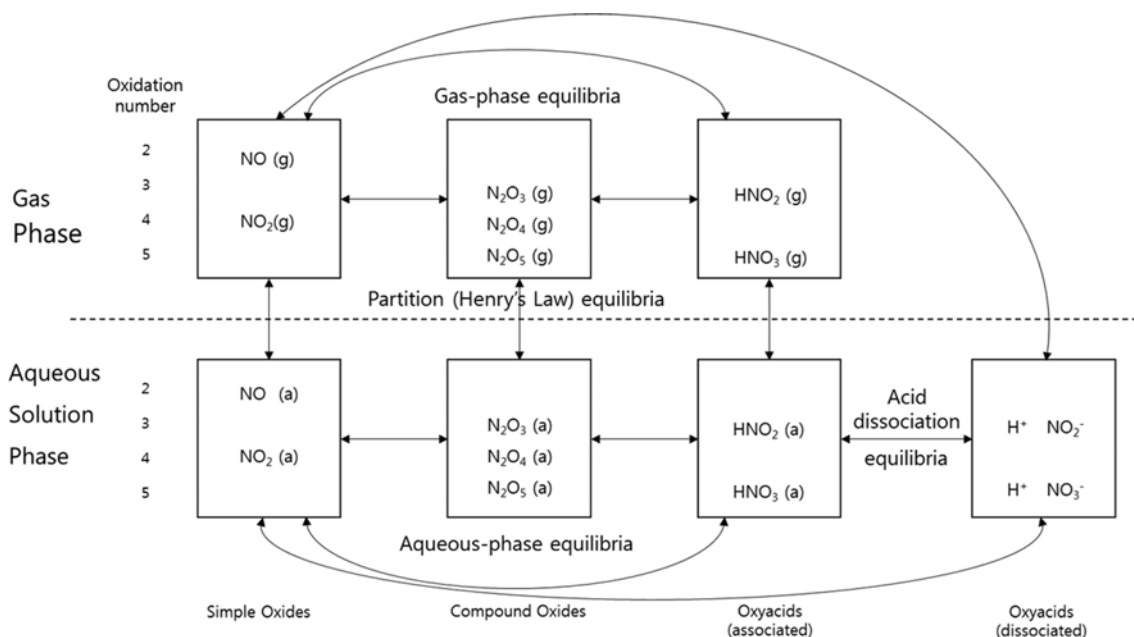 Oxidation
number
Gas-phase equilibria
Gas
Phase
2
3
4
5
NO (g)
NO₂(g)
N₂O₃ (g)
N₂O₄ (g)
N₂O₅ (g)
HNO₂ (g)
HNO₃ (g)
Partition (Henry's Law) equilibria
Aqueous
Solution
Phase
2
3
4
5
NO (a)
NO₂ (a)
N₂O₃ (a)
N₂O₄ (a)
N₂O₅ (a)
HNO₂ (a)
HNO₃ (a)
Acid
dissociation
equilibria
H⁺ NO₂⁻
H⁺ NO₃⁻
Aqueous-phase equilibria
Simple Oxides
Compound Oxides
Oxyacids
(associated)
Oxyacids
(dissociated)